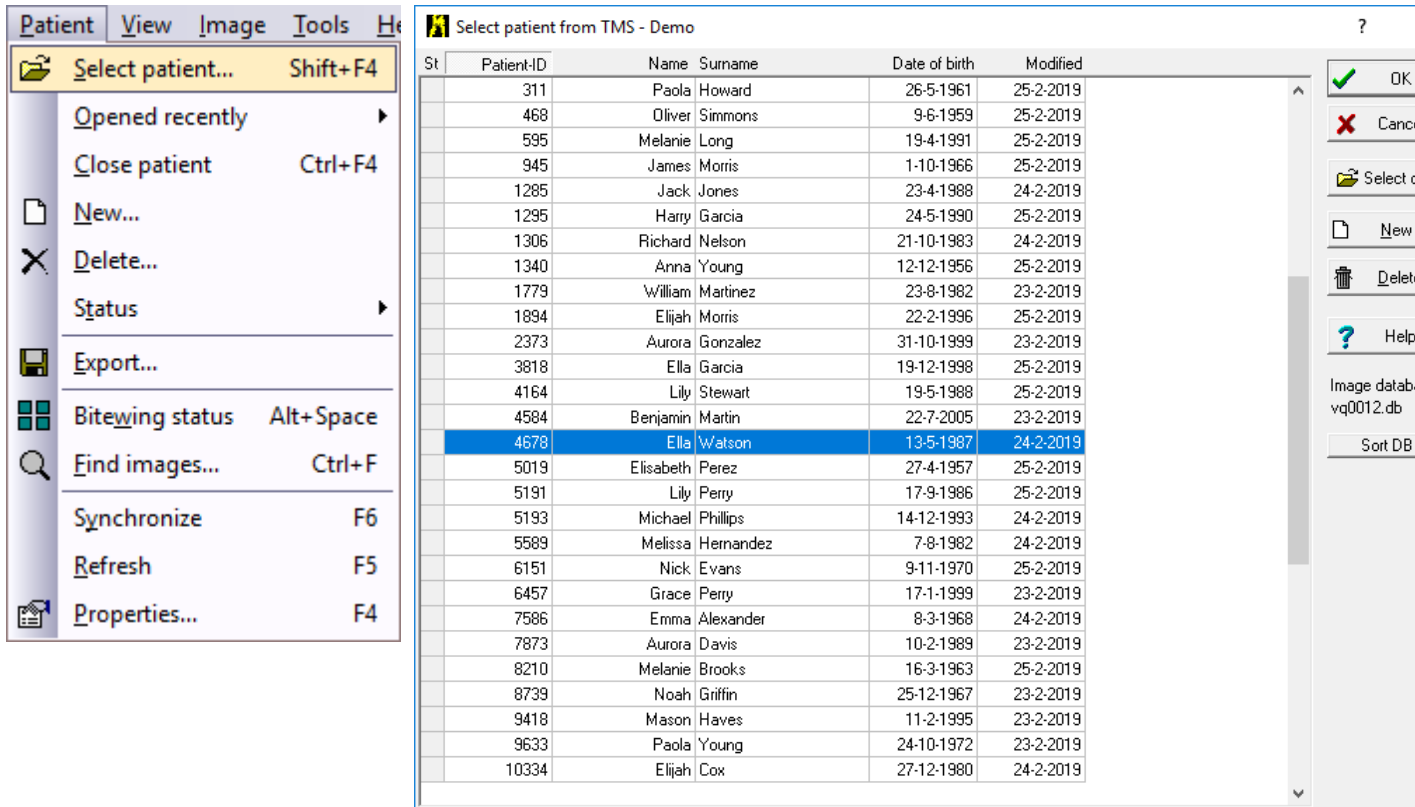 Patient View Image Tools He
Select patient... Shift+F4
Opened recently
Close patient Ctrl+F4
New...
Delete...
Status
Export...
Bitewing status Alt+Space
Find images... Ctrl+F
Synchronize F6
Refresh F5
Properties... F4
Select patient from TMS - Demo ?
St Patient-ID Name Surname Date of birth Modified
311 Paola Howard 26-5-1961 25-2-2019
468 Oliver Simmons 9-6-1959 25-2-2019
595 Melanie Long 19-4-1991 25-2-2019
945 James Morris 1-10-1966 25-2-2019
1285 Jack Jones 23-4-1988 24-2-2019
1295 Harry Garcia 24-5-1990 25-2-2019
1306 Richard Nelson 21-10-1983 24-2-2019
1340 Anna Young 12-12-1956 25-2-2019
1779 William Martinez 23-8-1982 23-2-2019
1894 Elijah Morris 22-2-1996 25-2-2019
2373 Aurora Gonzalez 31-10-1999 23-2-2019
3818 Ella Garcia 19-12-1998 25-2-2019
4164 Lily Stewart 19-5-1988 25-2-2019
4584 Benjamin Martin 22-7-2005 23-2-2019
4678 Ella Watson 13-5-1987 24-2-2019
5019 Elisabeth Perez 27-4-1957 25-2-2019
5191 Lily Perry 17-9-1986 25-2-2019
5193 Michael Phillips 14-12-1993 24-2-2019
5589 Melissa Hernandez 7-8-1982 24-2-2019
6151 Nick Evans 9-11-1970 25-2-2019
6457 Grace Perry 17-1-1999 23-2-2019
7586 Emma Alexander 8-3-1968 24-2-2019
7873 Aurora Davis 10-2-1989 23-2-2019
8210 Melanie Brooks 16-3-1963 25-2-2019
8739 Noah Griffin 25-12-1967 23-2-2019
9418 Mason Hayes 11-2-1995 23-2-2019
9633 Paola Young 24-10-1972 23-2-2019
10334 Elijah Cox 27-12-1980 24-2-2019
OK
Cance
Select d
New
Delete
Help
Image databa
vq0012.db
Sort DB